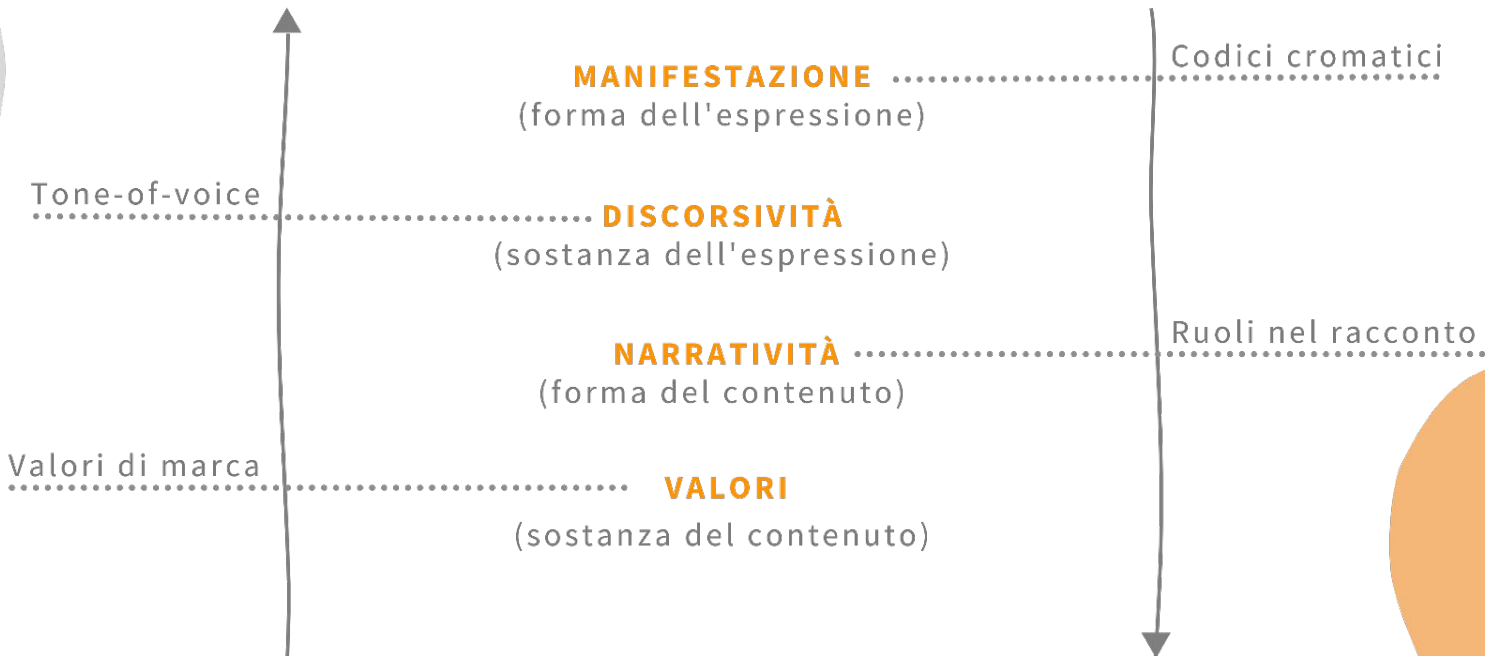 Codici cromatici
MANIFESTAZIONE
(forma dell'espressione)
Tone-of-voice
DISCORSIVITÀ
(sostanza dell'espressione)
Ruoli nel racconto
NARRATIVITÀ
(forma del contenuto)
Valori di marca
VALORI
(sostanza del contenuto)